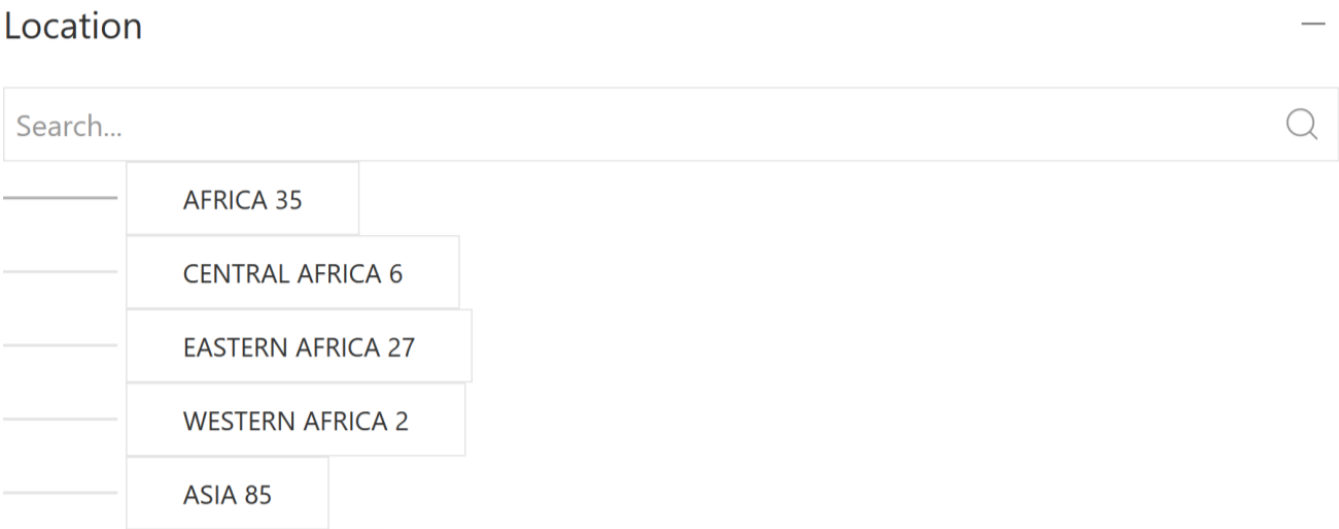 Location
Search...
AFRICA 35
CENTRAL AFRICA 6
EASTERN AFRICA 27
WESTERN AFRICA 2
ASIA 85